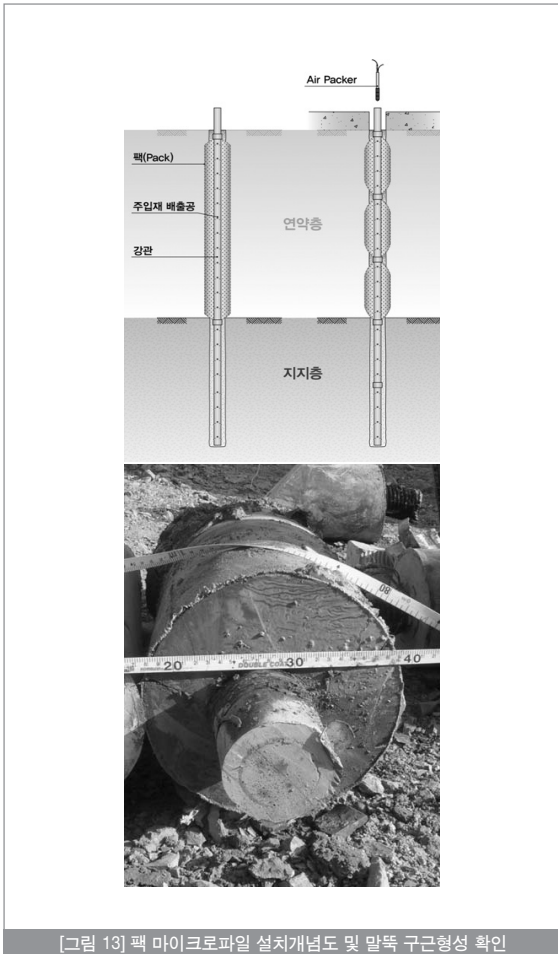 Air Packer
팩(Pack)
주입재 배출공
연약층
강관
지지층
80
20 DOUBLE COAT 30 40
[그림 13] 팩 마이크로파일 설치개념도 및 말뚝 구근형성 확인